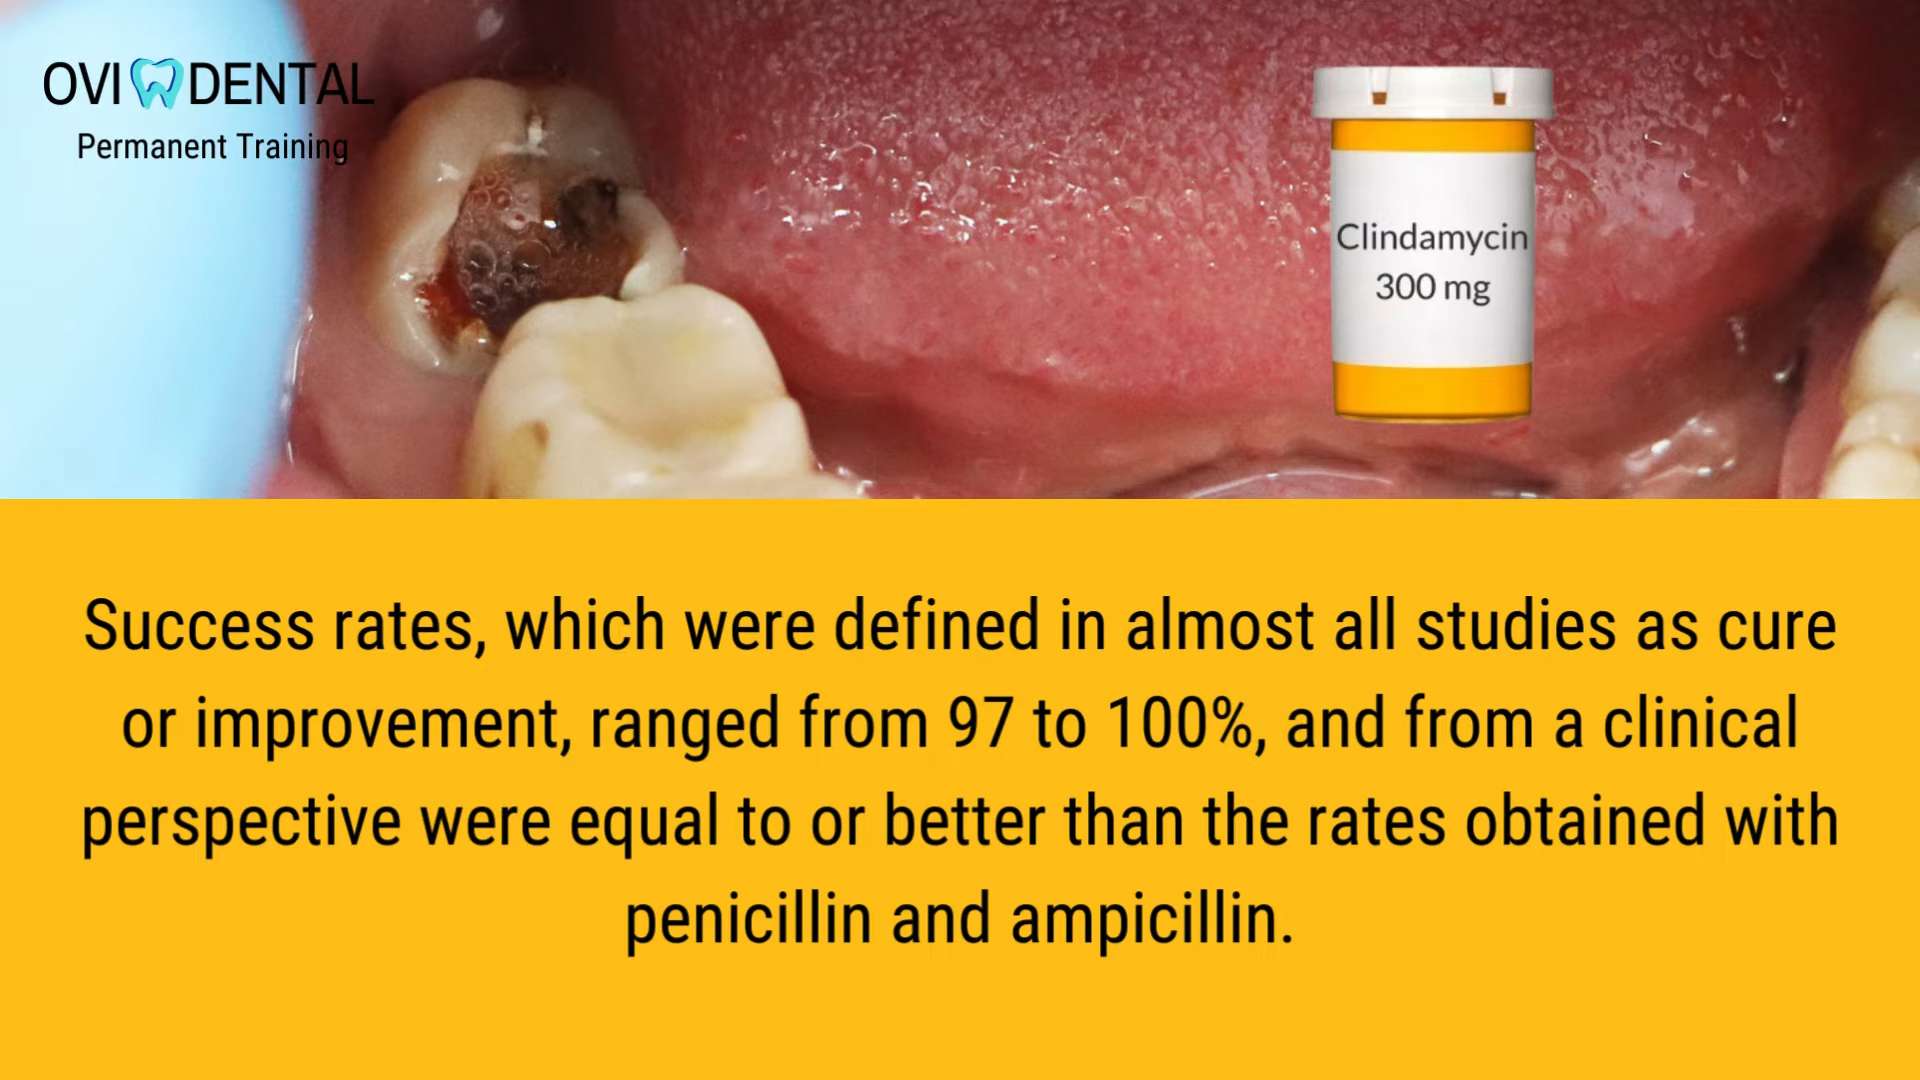 OVI DENTAL
Permanent Training
Clindamycin
300 mg
Success rates, which were defined in almost all studies as cure
or improvement, ranged from 97 to 100%, and from a clinical
perspective were equal to or better than the rates obtained with
penicillin and ampicillin.